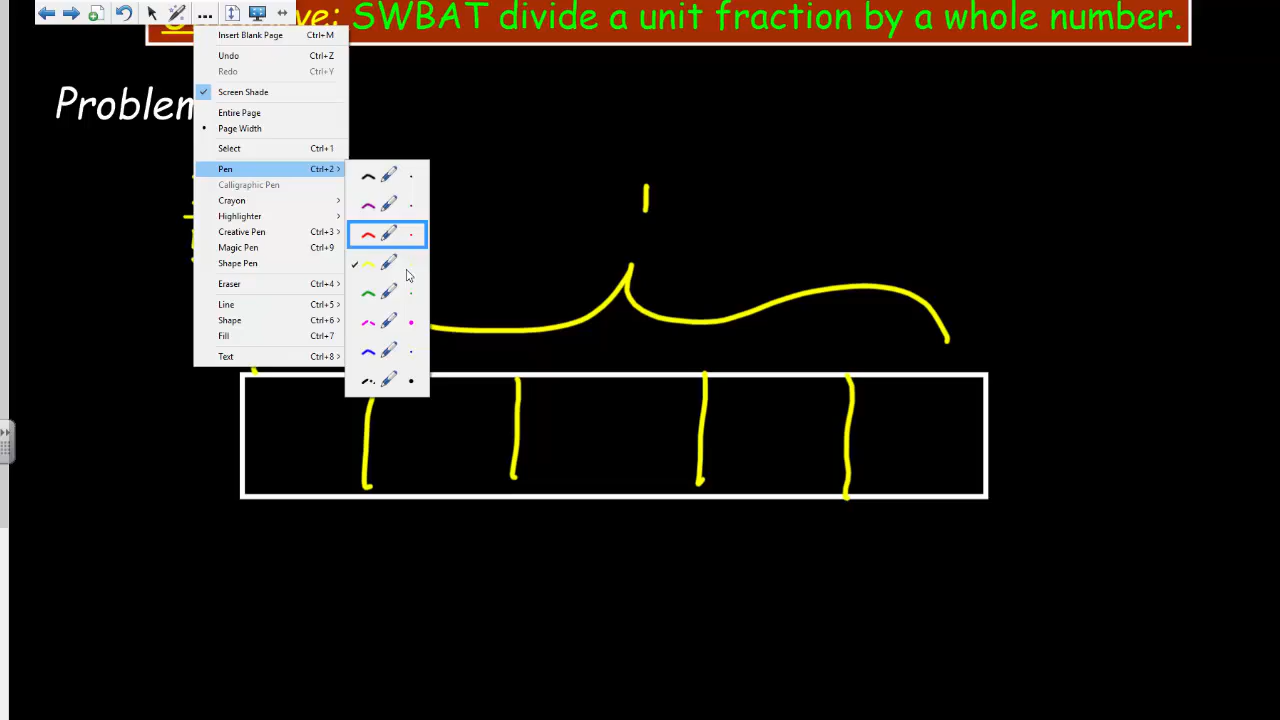 ve: SWBAT divide a unit fraction by a whole number.
Insert Blank Page Ctrl+M
Undo Ctrl+Z
Redo Ctrl+Y
Screen Shade
Entire Page
Page Width
Select Ctrl+1
Pen Ctrl+2
Calligraphic Pen
Crayon
Highlighter
Creative Pen Ctrl+3
Magic Pen Ctrl+9
Shape Pen
Eraser Ctrl+4
Line Ctrl+5
Shape Ctrl+6
Fill Ctrl+7
Text Ctrl+8
Problem
1